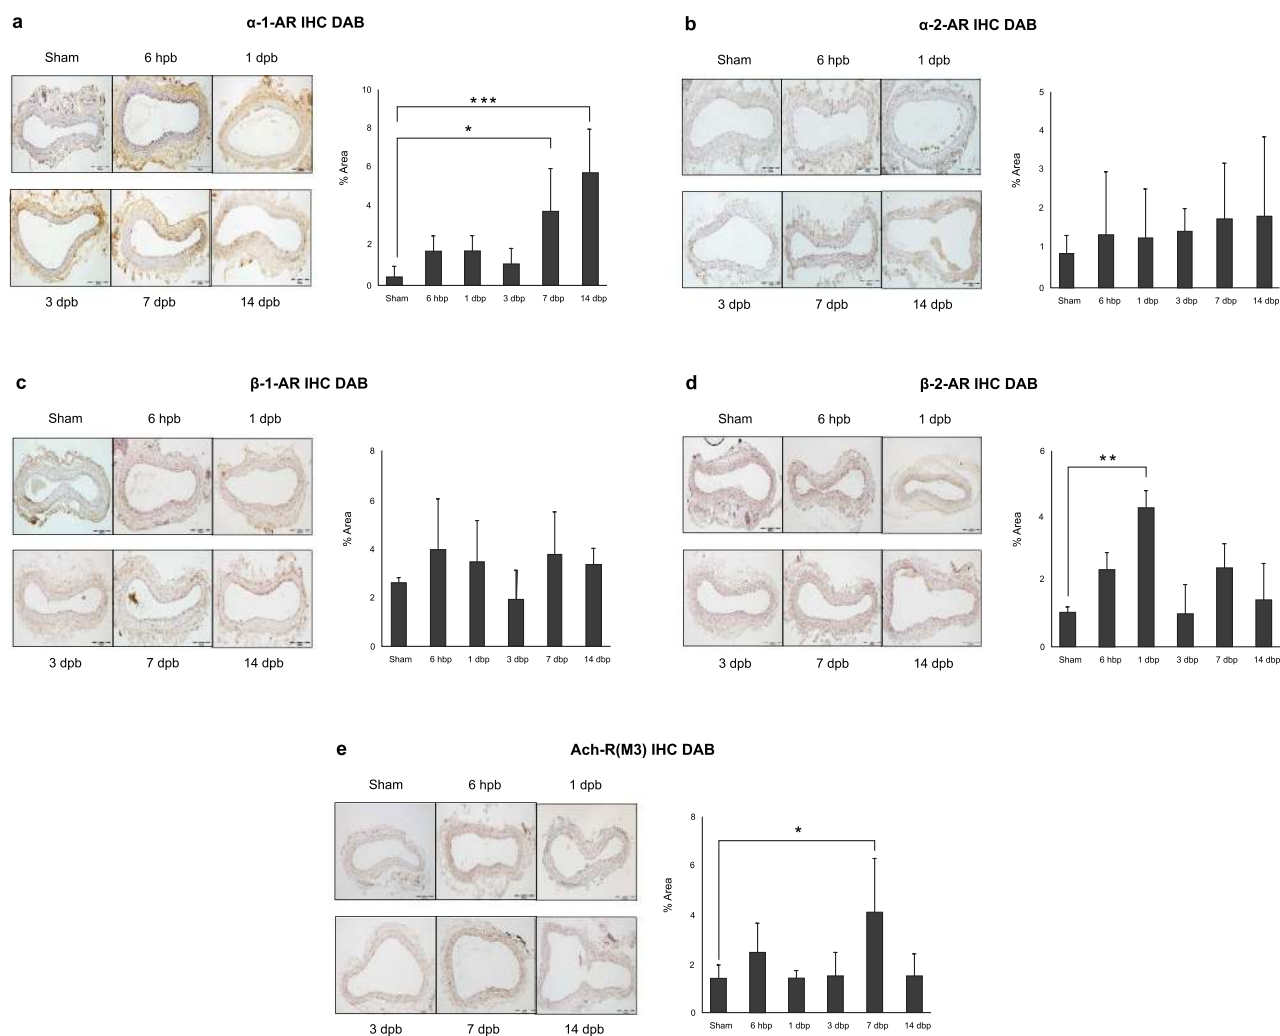 a
α-1-AR IHC DAB
Sham 6 hpb 1 dpb
3 dpb 7 dpb 14 dpb
% Area
10
8
6
4
2
0
***
*
Sham 6 hbp 1 dbp 3 dbp 7 dbp 14 dbp
b
α-2-AR IHC DAB
Sham 6 hpb 1 dpb
3 dpb 7 dpb 14 dpb
% Area
5
4
3
2
1
0
Sham 6 hbp 1 dbp 3 dbp 7 dbp 14 dbp
c
β-1-AR IHC DAB
Sham 6 hpb 1 dpb
3 dpb 7 dpb 14 dpb
% Area
8
6
4
2
0
Sham 6 hbp 1 dbp 3 dbp 7 dbp 14 dbp
d
β-2-AR IHC DAB
Sham 6 hpb 1 dpb
3 dpb 7 dpb 14 dpb
% Area
6
4
2
0
**
Sham 6 hbp 1 dbp 3 dbp 7 dbp 14 dbp
e
Ach-R(M3) IHC DAB
Sham 6 hpb 1 dpb
3 dpb 7 dpb 14 dpb
% Area
8
6
4
2
0
*
Sham 6 hbp 1 dbp 3 dbp 7 dbp 14 dbp